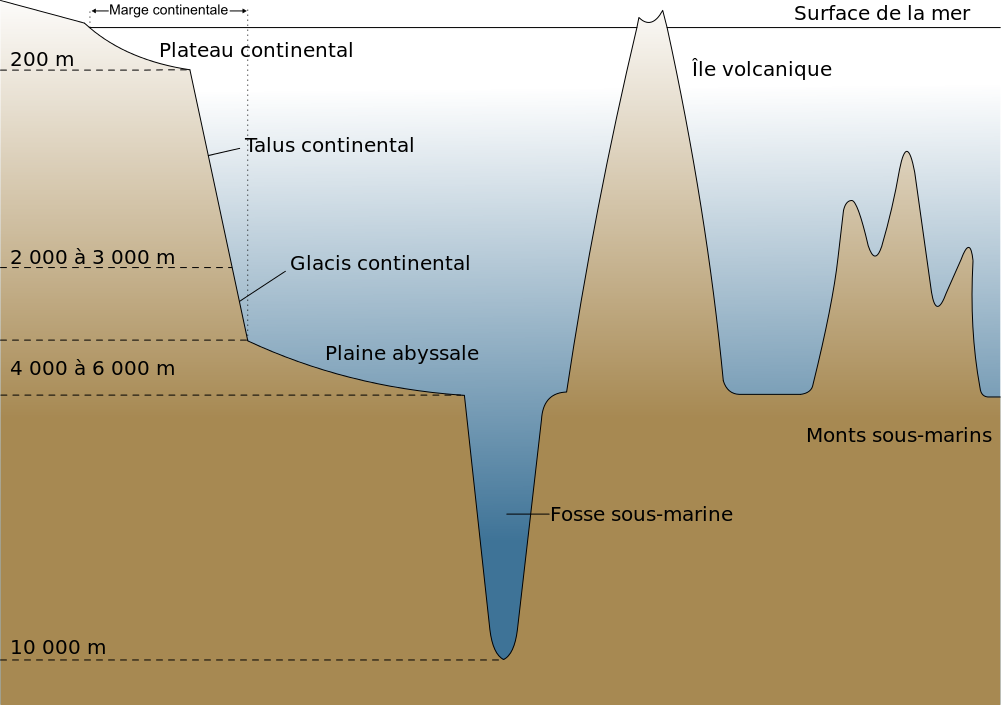 Marge continentale
Surface de la mer
Plateau continental
200 m
Île volcanique
Talus continental
2 000 à 3 000 m
Glacis continental
Plaine abyssale
4 000 à 6 000 m
Monts sous-marins
Fosse sous-marine
10 000 m